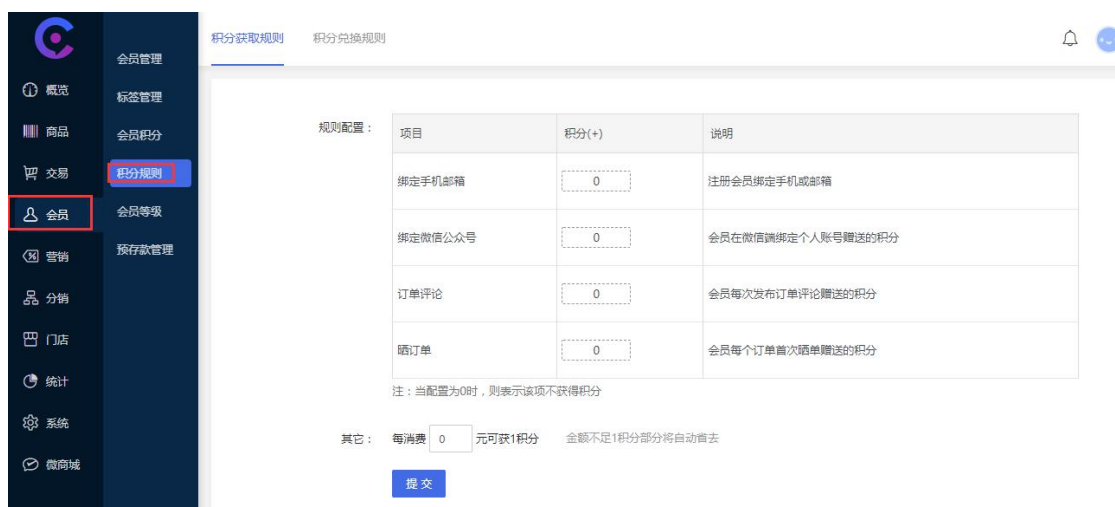 积分获取规则 积分兑换规则
概览
商品
交易
会员
营销
分销
门店
统计
系统
微商城
会员管理
标签管理
会员积分
积分规则
会员等级
预存款管理
规则配置：
项目 积分(+) 说明
绑定手机邮箱 0 注册会员绑定手机或邮箱
绑定微信公众号 0 会员在微信端绑定个人账号赠送的积分
订单评论 0 会员每次发布订单评论赠送的积分
晒订单 0 会员每个订单首次晒单赠送的积分
注：当配置为0时，则表示该项不获得积分
其它： 每消费 0 元可获1积分 金额不足1积分部分将自动省去
提交